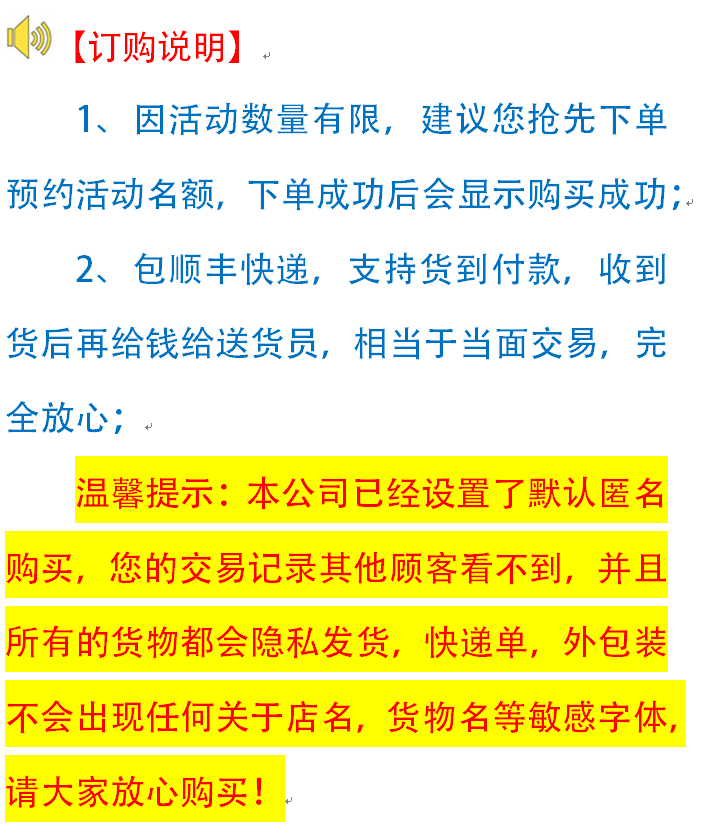 【订购说明】
1、因活动数量有限，建议您抢先下单
预约活动名额，下单成功后会显示购买成功；
2、包顺丰快递，支持货到付款，收到
货后再给钱给送货员，相当于当面交易，完
全放心；
温馨提示：本公司已经设置了默认匿名
购买，您的交易记录其他顾客看不到，并且
所有的货物都会隐私发货，快递单，外包装
不会出现任何关于店名，货物名等敏感字体，
请大家放心购买！